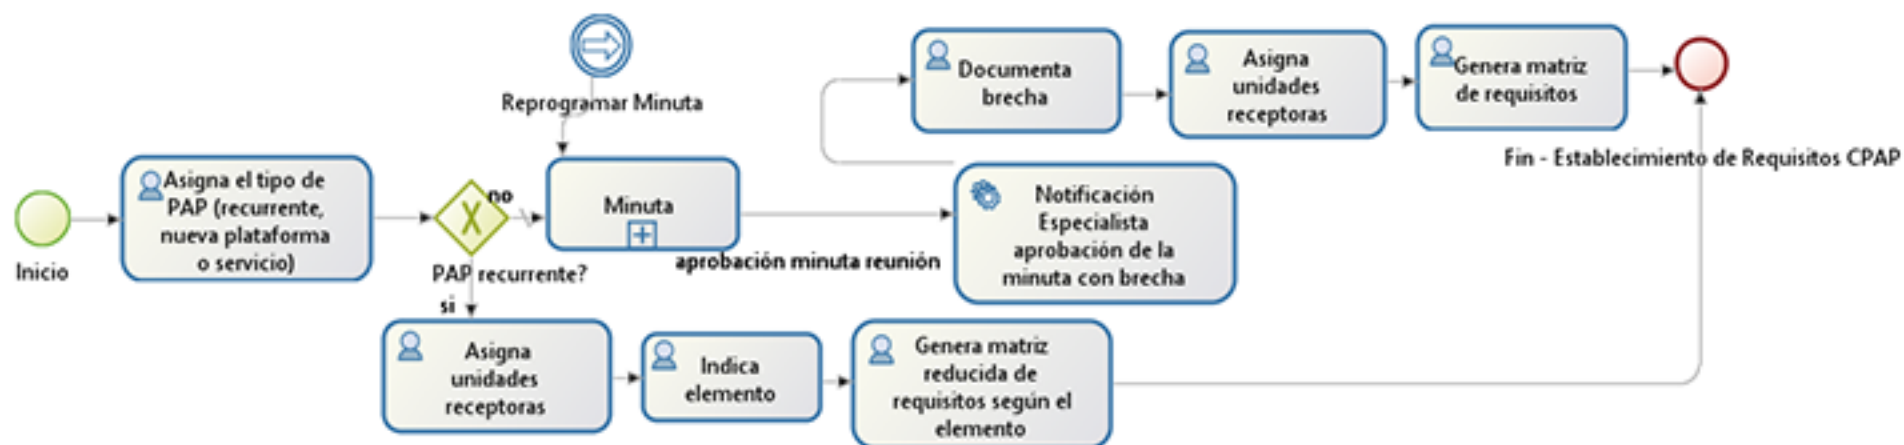 Inicio
Asigna el tipo de
PAP (recurrente,
nueva plataforma
o servicio)
no
PAP recurrente?
si
Reprogramar Minuta
Minuta
aprobación minuta reunión
Notificación
Especialista
aprobación de la
minuta con brecha
Documenta
brecha
Asigna
unidades
receptoras
Genera matriz
de requisitos
Fin - Establecimiento de Requisitos CPAP
Asigna
unidades
receptoras
Indica
elemento
Genera matriz
reducida de
requisitos según el
elemento